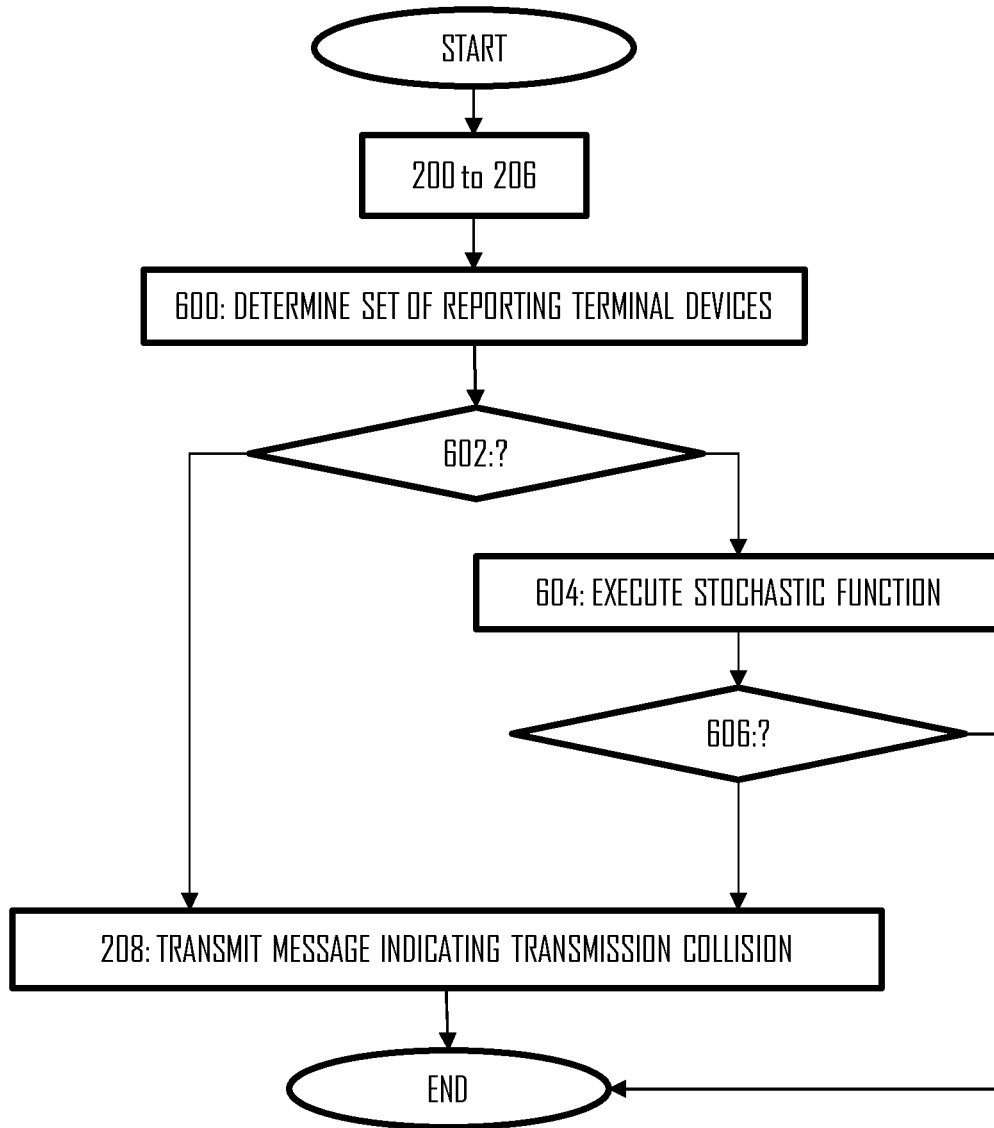 START
200 to 206
600: DETERMINE SET OF REPORTING TERMINAL DEVICES
602:?
604: EXECUTE STOCHASTIC FUNCTION
606:?
208: TRANSMIT MESSAGE INDICATING TRANSMISSION COLLISION
END